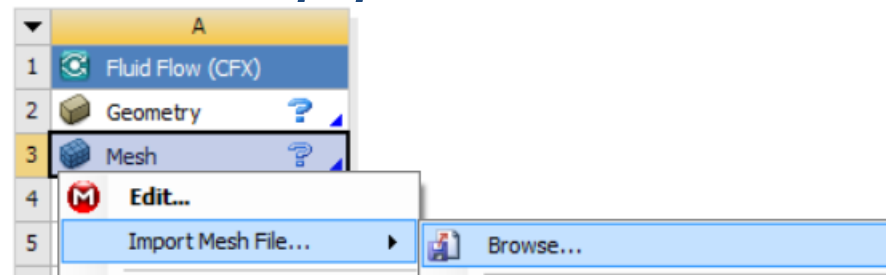 A
1 Fluid Flow (CFX)
2 Geometry ?
3 Mesh ?
4 M Edit...
5 Import Mesh File... Browse...